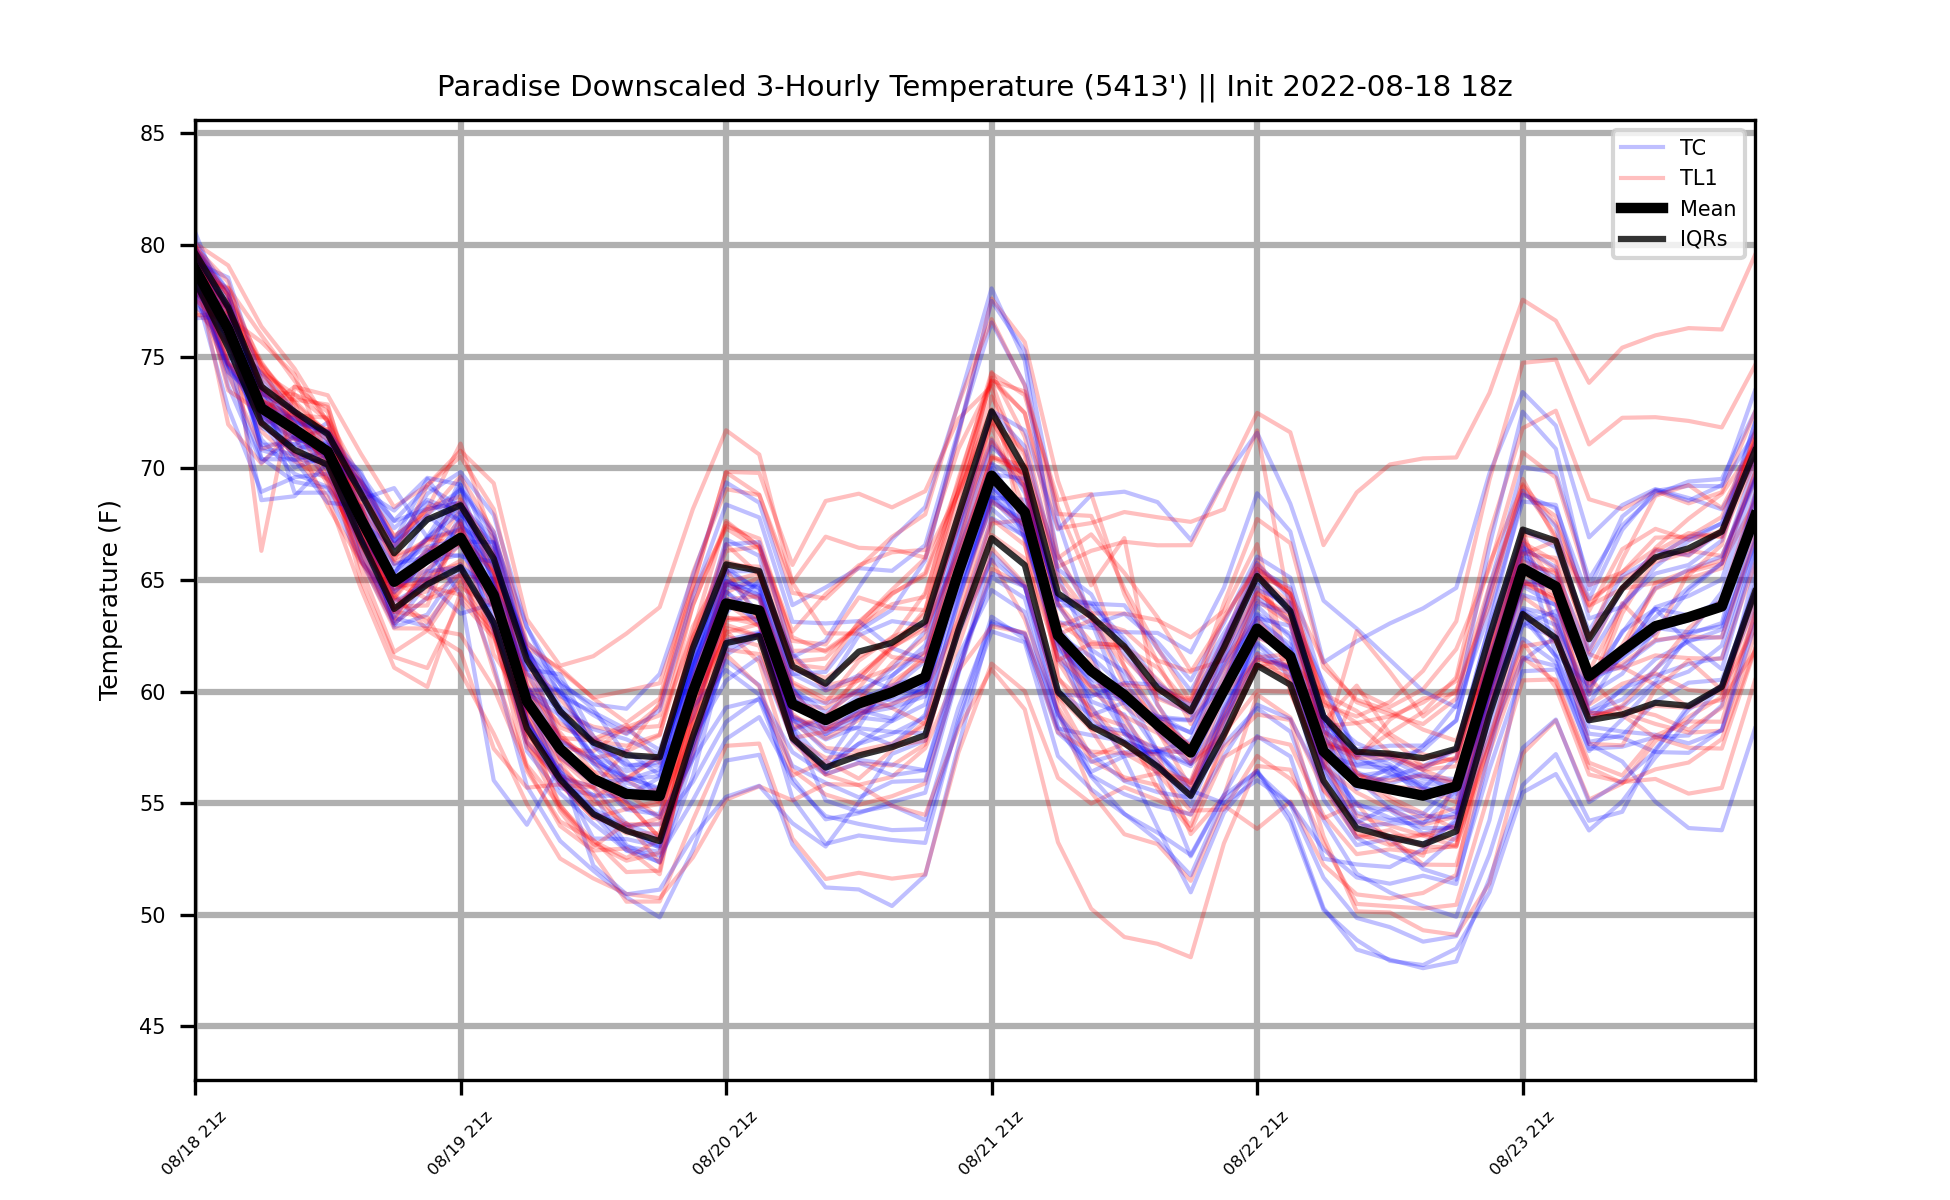 Paradise Downscaled 3-Hourly Temperature (5413') || Init 2022-08-18 18z
TC
TL1
Mean
IQRs
Temperature (F)
85
80
75
70
65
60
55
50
45
08/18 21z
08/19 21z
08/20 21z
08/21 21z
08/22 21z
08/23 21z